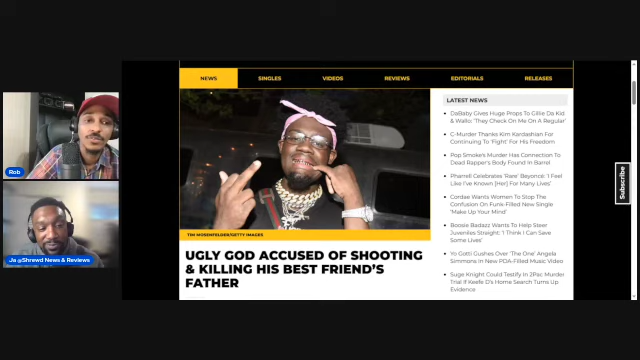 NEWS
SINGLES
VIDEOS
REVIEWS
EDITORIALS
RELEASES
Rob
Ja @Shrewd News & Reviews
TIM MOSENFELDER/GETTY IMAGES
UGLY GOD ACCUSED OF SHOOTING
& KILLING HIS BEST FRIEND'S
FATHER
LATEST NEWS
DaBaby Gives Huge Props To Gillie Da Kid
& Wallo: 'They Check On Me On A Regular'
C-Murder Thanks Kim Kardashian For
Continuing To 'Fight' For His Freedom
Pop Smoke's Murder Has Connection To
Dead Rapper's Body Found In Barrel
Pharrell Celebrates 'Rare' Beyoncé: 'I Feel
Like I've Known [Her] For Many Lives'
Cordae Wants Women To Stop The
Confusion On Funk-Filled New Single
'Make Up Your Mind'
Boosie Badazz Wants To Help Steer
Juveniles Straight: 'I Think I Can Save
Some Lives'
Yo Gotti Gushes Over 'The One' Angela
Simmons In New PDA-Filled Music Video
Suge Knight Could Testify In 2Pac Murder
Trial If Keefe D's Home Search Turns Up
Evidence
Subscribe